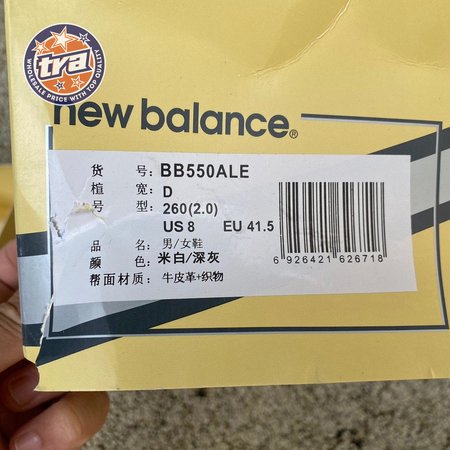 tra
WHOLESALE PRICE WITH TOP QUALITY
new balance®
货 号: BB550ALE
楦 宽: D
号 型: 260(2.0)
US 8 EU 41.5
品 名: 男/女鞋
颜 色: 米白/深灰
帮面材质: 牛皮革+织物
6 926421 626718